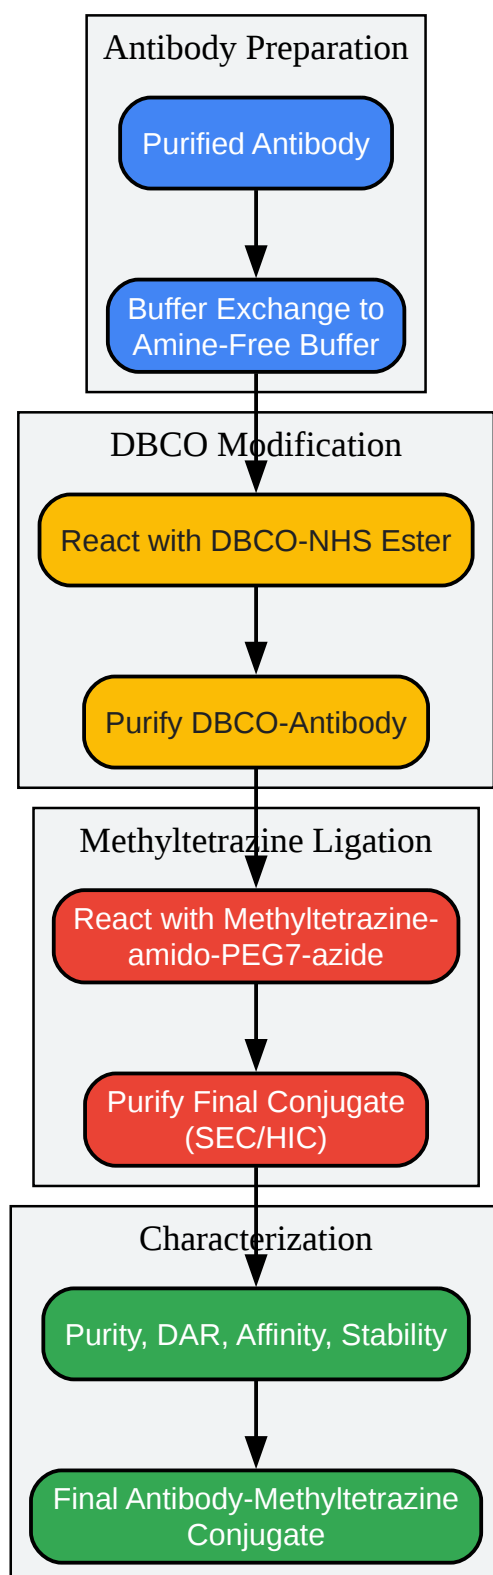 Antibody Preparation
Purified Antibody
Buffer Exchange to
Amine-Free Buffer
DBCO Modification
React with DBCO-NHS Ester
Purify DBCO-Antibody
Methyltetrazine Ligation
React with Methyltetrazine-
amido-PEG7-azide
Purify Final Conjugate
(SEC/HIC)
Characterization
Purity, DAR, Affinity, Stability
Final Antibody-Methyltetrazine
Conjugate